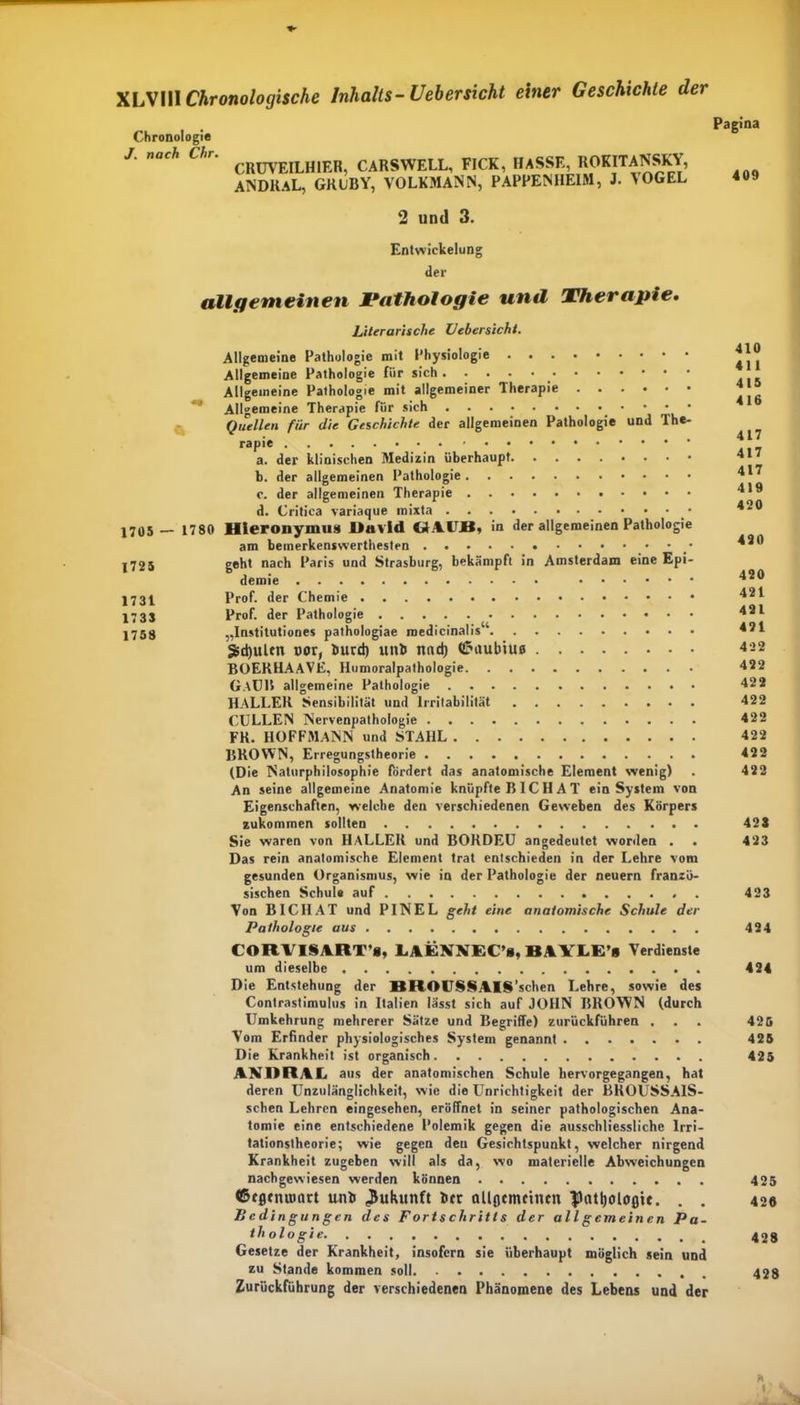 XLVIII Chronologische Inhalts-Uebersicht einer Geschichte der
Chronologie Pagina
J. nach Chr.
CRUVEILHIER, CARSWELL, FICK, HASSE, ROKITANSKY,
ANDRAL, GRUBY, VOLKMANN, PAPPENHEIM, J. VOGEL 409
2 und 3.
Entwickelung
der
allgemeinen Pathologie und Therapie.
Literarische Uebersicht.
Allgemeine Pathologie mit Physiologie . . . . . . . . . 410
Allgemeine Pathologie für sich . . . . . . . . . . . . 411
Allgemeine Pathologie mit allgemeiner Therapie . . . . . . 415
Allgemeine Therapie für sich . . . . . . . . . . . . 416
Quellen für die Geschichte der allgemeinen Pathologie und The-
rapie . . . . . . . . . . . . . . . . . 417
a. der klinischen Medizin überhaupt. . . . . . . . . 417
b. der allgemeinen Pathologie . . . . . . . . . . . 417
c. der allgemeinen Therapie . . . . . . . . . . . 419
d. Critica variaque mixta . . . . . . . . . . . . 420
1705 — 1780 Hieronymus David GAUB, in der allgemeinen Pathologie
am bemerkenswerthesten . . . . . . . . . . . . 420
1725 geht nach Paris und Strasburg, bekämpft in Amsterdam eine Epi-
demie . . . . . . . . . . . . . . . . . 420
1731 Prof. der Chemie . . . . . . . . . . . . . . 421
1733 Prof. der Pathologie . . . . . . . . . . . . . 421
1758 „Institutiones pathologiae medicinalis“. . . . . . . . . . 421
Schulen vor, durch und nach Gaubius . . . . . . . . 422
BOERHAAVE, Humoralpathologie. . . . . . . . . . . 422
GAUB allgemeine Pathologie . . . . . . . . . . . . 422
HALLER Sensibilität und Irritabilität . . . . . . . . . 422
CULLEN Nervenpathologie . . . . . . . . . . . . . 422
FR. HOFFMANN und STAHL . . . . . . . . . . . . 422
BROWN, Erregungstheorie . . . . . . . . . . . . . 422
(Die Naturphilosophie fördert das anatomische Element wenig) . 422
An seine allgemeine Anatomie knüpfte BICHAT ein System von
Eigenschaften, welche den verschiedenen Geweben des Körpers
zukommen sollten . . . . . . . . . . . . . . . 423
Sie waren von HALLER und BORDEU angedeutet worden . . 423
Das rein anatomische Element trat entschieden in der Lehre vom
gesunden Organismus, wie in der Pathologie der neuern franzö-
sischen Schule auf . . . . . . . . . . . . . . . 423
Von BICHAT und PINEL geht eine anatomische Schule der
Pathologie aus . . . . . . . . . . . . . . . . 424
CORVISART's, LAËNNEC's, BAYLE's Verdienste
um dieselbe . . . . . . . . . . . . . . . . . 424
Die Entstehung der BROUSSAIS'schen Lehre, sowie des
Contrastimulus in Italien lässt sich auf JOHN BROWN (durch
Umkehrung mehrerer Sätze und Begriffe) zurückführen . . . 425
Vom Erfinder physiologisches System genannt . . . . . . . 425
Die Krankheit ist organisch . . . . . . . . . . . . . 425
ANDRAL aus der anatomischen Schule hervorgegangen, hat
deren Unzulänglichkeit, wie die Unrichtigkeit der BROUSSAIS-
schen Lehren eingesehen, eröffnet in seiner pathologischen Ana-
tomie eine entschiedene Polemik gegen die ausschliessliche Irri-
tationstheorie; wie gegen den Gesichtspunkt, welcher nirgend
Krankheit zugeben will als da, wo materielle Abweichungen
nachgewiesen werden können . . . . . . . . . . . 425
Gegenwart und Zukunft der allgemeinen Pathologie. . . 426
Bedingungen des Fortschritts der allgemeinen Pa-
thologie. . . . . . . . . . . . . . . . . . 428
Gesetze der Krankheit, insofern sie überhaupt möglich sein und
zu Stande kommen soll. . . . . . . . . . . . . . 428
Zurückführung der verschiedenen Phänomene des Lebens und der